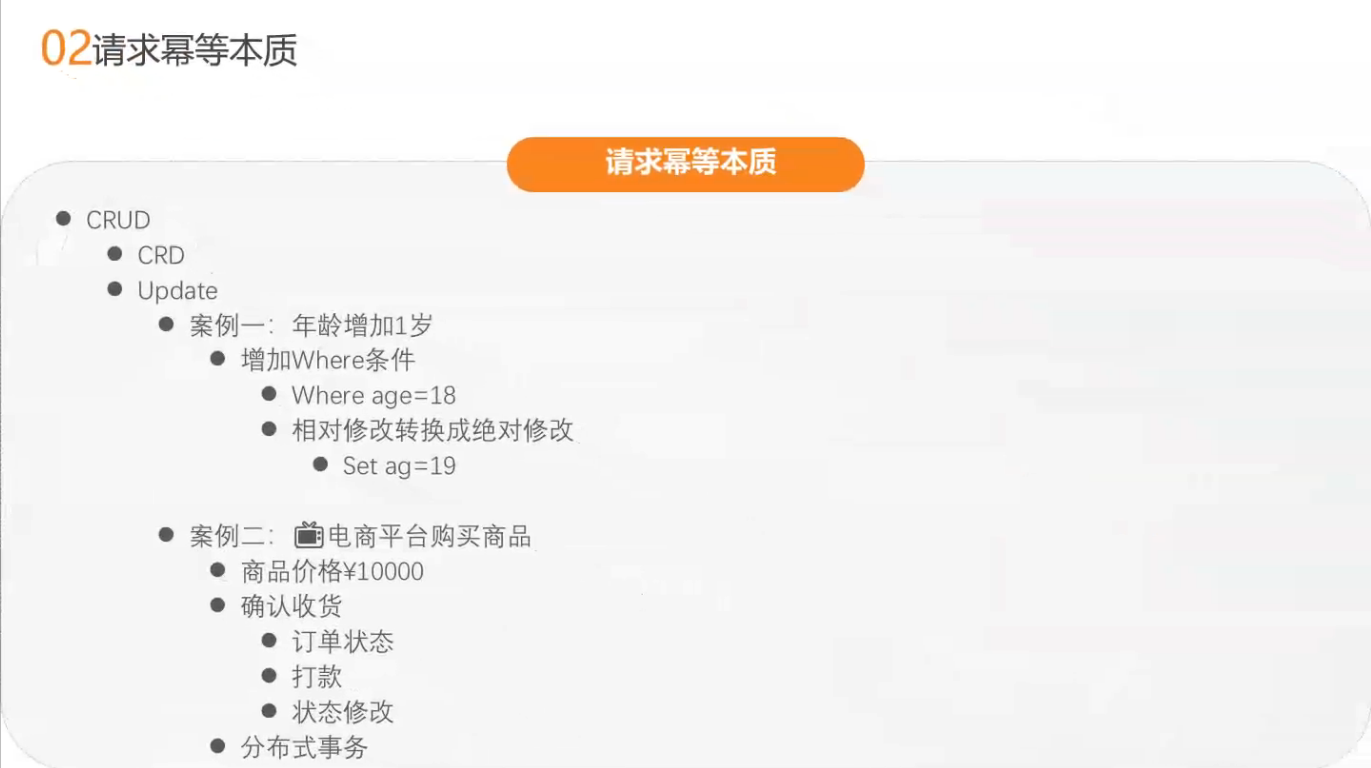 02请求幂等本质
请求幂等本质
CRUD
CRD
Update
案例一：年龄增加1岁
增加Where条件
Where age=18
相对修改转换成绝对修改
Set ag=19
案例二：电商平台购买商品
商品价格¥10000
确认收货
订单状态
打款
状态修改
分布式事务